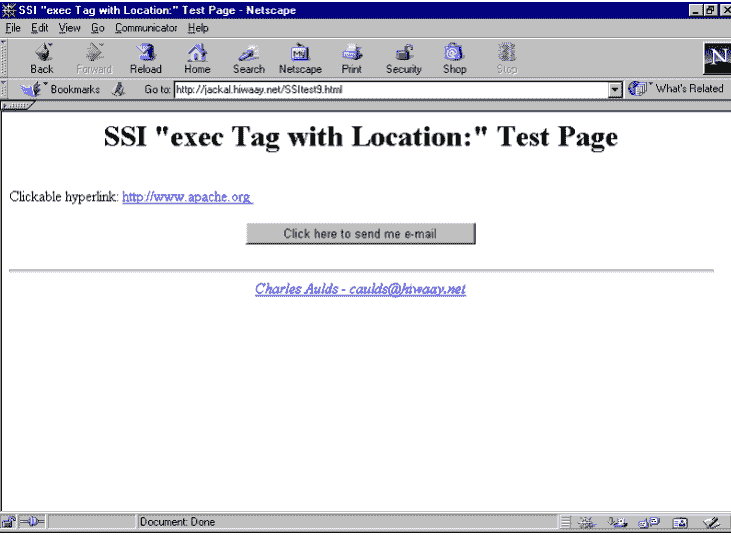 SSI "exec Tag with Location:" Test Page - Netscape
File Edit View Go Communicator Help
Back Forward Reload Home Search Netscape Print Security Shop Stop
Bookmarks Go to: http://jackal.hiwaay.net/SSItest9.html What's Related
SSI "exec Tag with Location:" Test Page
Clickable hyperlink: http://www.apache.org
Click here to send me e-mail
Charles Aulds - caulds@hiwaay.net
Document: Done